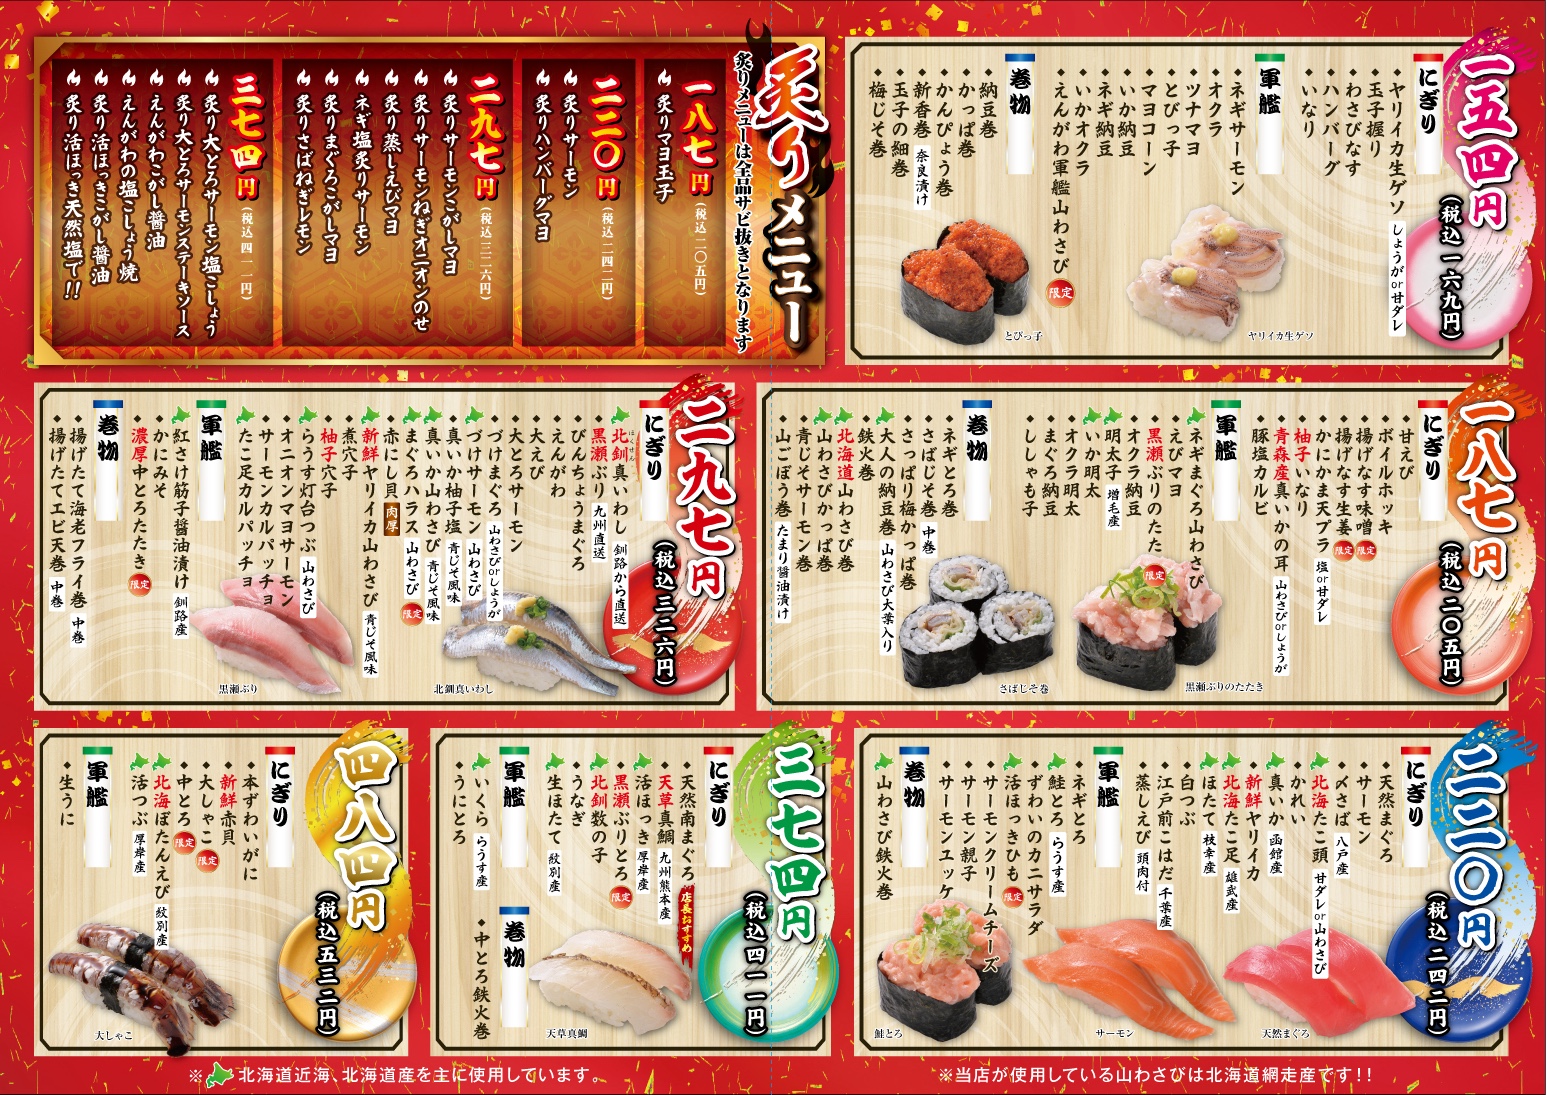 一五四円
(税込一六九円)
にぎり
ヤリイカ生ゲソ しょうがor甘ダレ
玉子握り
わさびなす
ハンバーグ
いなり
軍艦
ネギサーモン
オクラ
ツナマヨ
とびっ子
マヨコーン
いか納豆
ネギ納豆
いかオクラ
えんがわ軍艦山わさび 限定
巻物
納豆巻
かっぱ巻
かんぴょう巻
新香巻 奈良漬け
玉子の細巻
梅じそ巻
とびっ子
ヤリイカ生ゲソ
炙りメニュー
炙りメニューは全品サビ抜きとなります
一八七円(税込二〇五円)
炙りマヨ玉子
二二〇円(税込二四二円)
炙りサーモン
炙りハンバーグマヨ
二九七円(税込三二六円)
炙りサーモンこがしマヨ
炙りサーモンねぎオニオンのせ
炙り蒸しえびマヨ
ネギ塩炙りサーモン
炙りまぐろこがしマヨ
炙りさばねぎレモン
三七四円(税込四一一円)
炙り大とろサーモン塩こしょう
炙り大とろサーモンステーキソース
えんがわこがし醤油
えんがわの塩こしょう焼
炙り活ほっきこがし醤油
炙り活ほっき天然塩で!!
一八七円
(税込二〇五円)
にぎり
甘えび
ボイルホッキ
揚げなす味噌 限定
揚げなす生姜 限定
かにかま天プラ 塩or甘ダレ
柚子いなり
青森産真いかの耳 山わさびorしょうが
豚塩カルビ
軍艦
ネギまぐろ山わさび
えびマヨ
黒瀬ぶりのたたき 限定
オクラ納豆
明太子 増毛産
いか明太
オクラ明太
まぐろ納豆
ししゃも子
巻物
ネギとろ巻
さばじそ巻 中巻
さっぱり梅かっぱ巻
大人の納豆巻 山わさび大葉入り
鉄火巻
北海道山わさび巻
山わさびかっぱ巻
青じそサーモン巻
山ごぼう巻 たまり醤油漬け
さばじそ巻
黒瀬ぶりのたたき
二九七円
(税込三二六円)
にぎり
北釧真いわし 釧路から直送
黒瀬ぶり 九州直送
びんちょうまぐろ
えんがわ
大えび
大とろサーモン
づけまぐろ 山わさびorしょうが
づけサーモン 山わさび
真いか柚子塩 青じそ風味
真いか山わさび 青じそ風味
まぐろハラス 山わさび 限定
赤にし貝 肉厚
新鮮ヤリイカ山わさび 青じそ風味
煮穴子
柚子穴子
らうす灯台つぶ 山わさび
オニオンマヨサーモン
サーモンカルパッチョ
たこ足カルパッチョ
軍艦
紅さけ筋子醤油漬け 釧路産
かにみそ
濃厚中とろたたき 限定
巻物
揚げたて海老フライ巻 中巻
揚げたてエビ天巻 中巻
黒瀬ぶり
北釧真いわし
二二〇円
(税込二四二円)
にぎり
天然まぐろ
サーモン
〆さば 八戸産
北海たこ頭 甘ダレor山わさび
かれい
真いか 函館産
新鮮ヤリイカ
北海たこ足 雄武産
ほたて 枝幸産
白つぶ
江戸前こはだ 千葉産
蒸しえび 頭肉付
軍艦
ネギとろ
鮭とろ らうす産
ずわいのカニサラダ
活ほっきひも 限定
サーモンクリームチーズ
サーモン親子
サーモンユッケ
巻物
山わさび鉄火巻
鮭とろ
サーモン
天然まぐろ
三七四円
(税込四一一円)
にぎり
天然南まぐろ 店長おすすめ
天草真鯛 九州熊本産
活ほっき 厚岸産
黒瀬ぶりとろ 限定
北釧数の子
うなぎ
生ほたて 紋別産
軍艦
いくら らうす産
うにとろ
巻物
中とろ鉄火巻
天草真鯛
四八四円
(税込五三二円)
にぎり
本ずわいがに
新鮮赤貝
大しゃこ 限定
中とろ 限定
北海ぼたんえび 紋別産
活つぶ 厚岸産
軍艦
生うに
大しゃこ
※北海道近海、北海道産を主に使用しています。
※当店が使用している山わさびは北海道網走産です!!